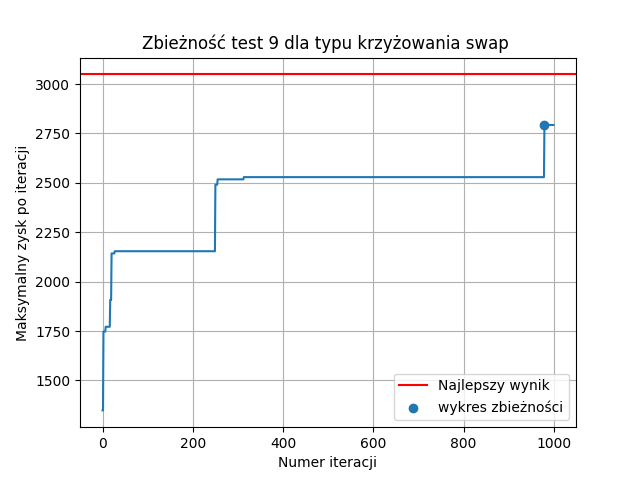 Zbieżność test 9 dla typu krzyżowania swap
Maksymalny zysk po iteracji
3000
2750
2500
2250
2000
1750
1500
0 200 400 600 800 1000
Numer iteracji
Najlepszy wynik
wykres zbieżności